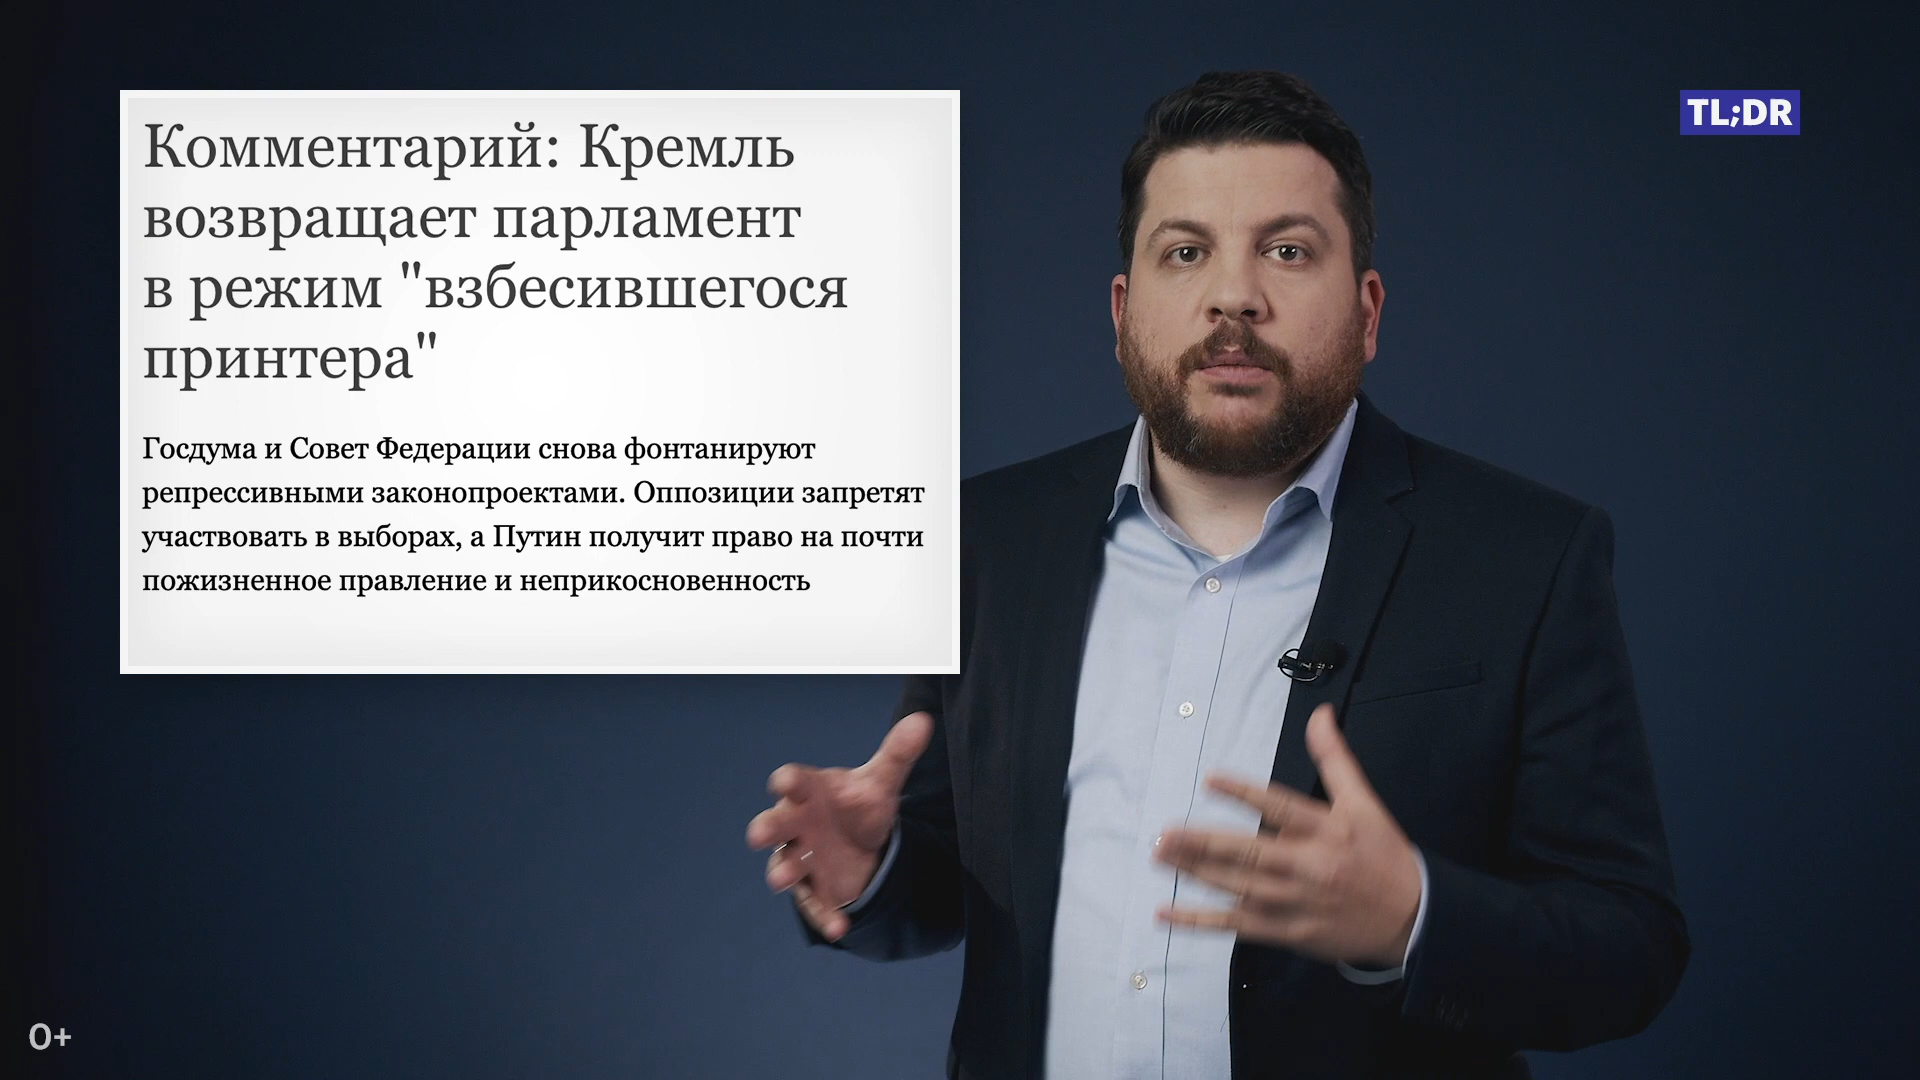 Комментарий: Кремль
возвращает парламент
в режим "взбесившегося
принтера"
Госдума и Совет Федерации снова фонтанируют
репрессивными законопроектами. Оппозиции запретят
участвовать в выборах, а Путин получит право на почти
пожизненное правление и неприкосновенность
TL;DR
0+